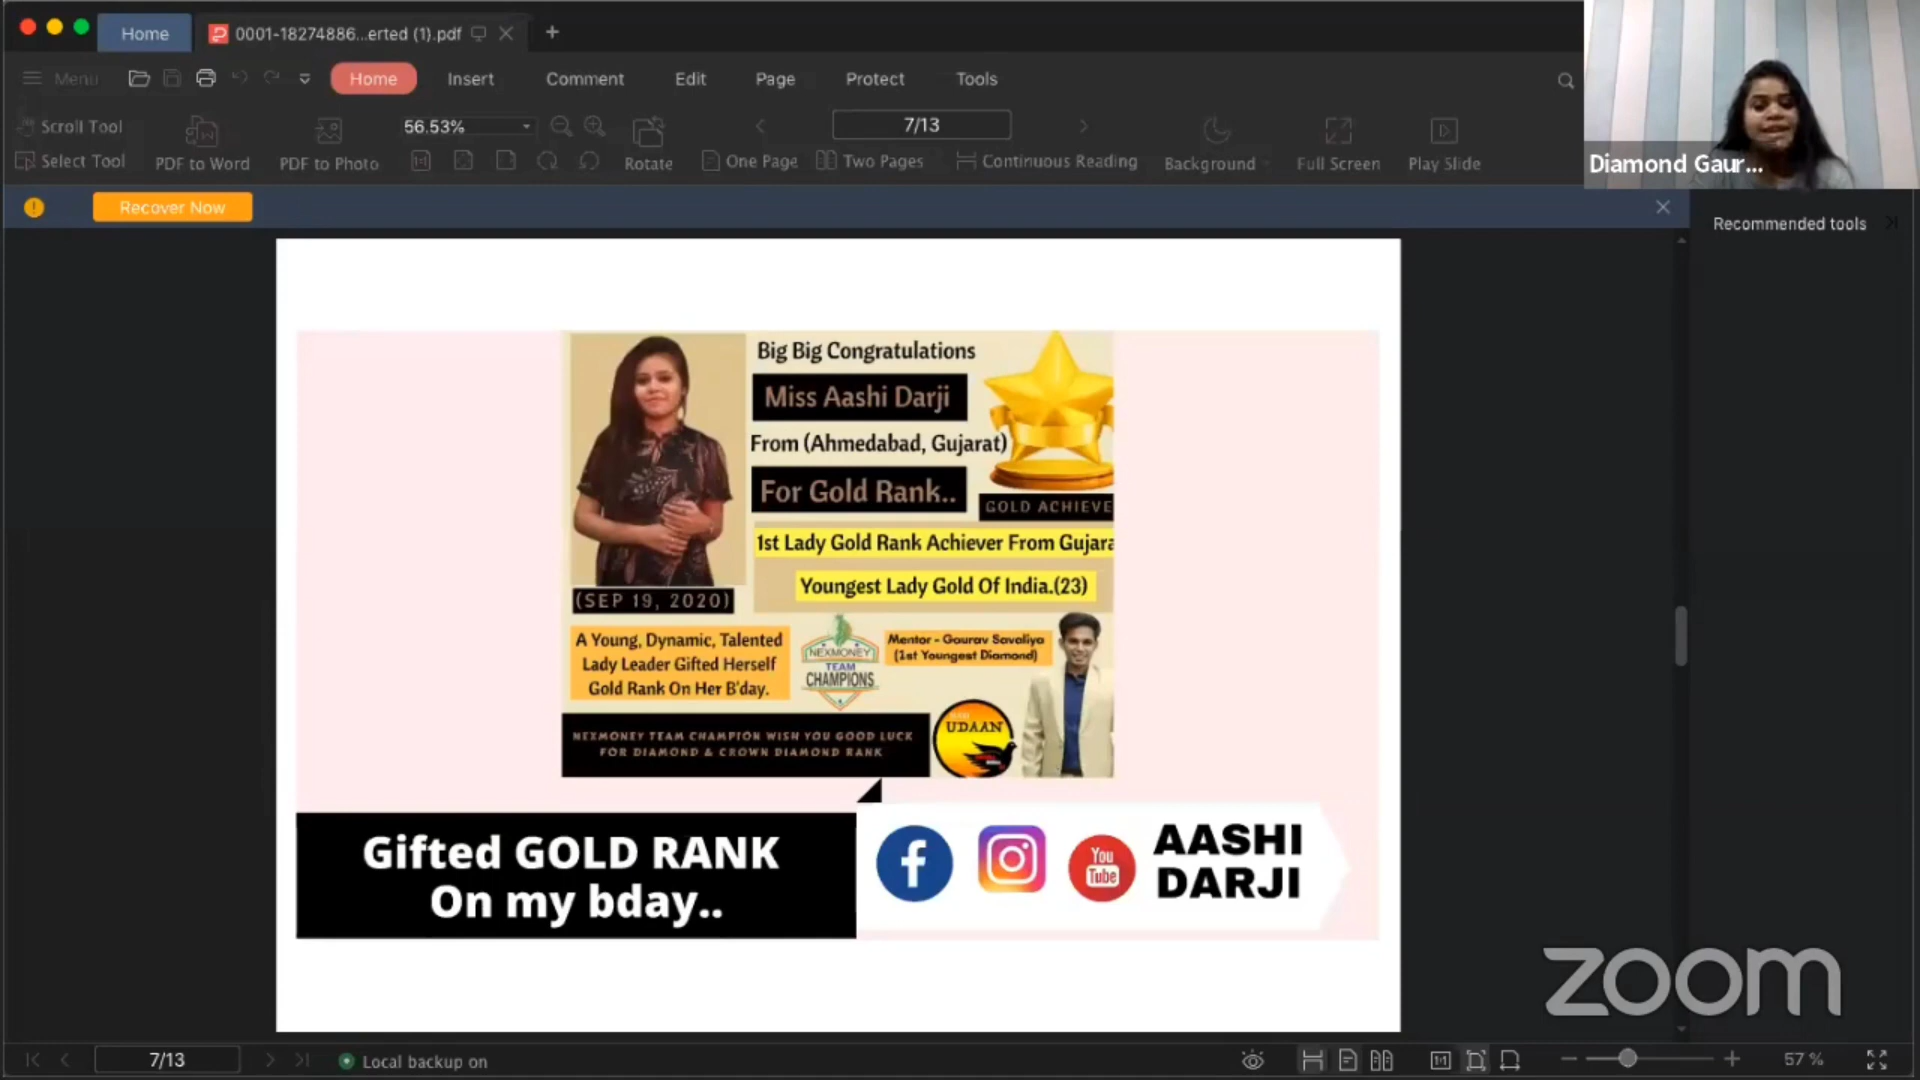 Home
0001-18274886...erted (1).pdf
Menu
Home
Insert
Comment
Edit
Page
Protect
Tools
Scroll Tool
Select Tool
PDF to Word
PDF to Photo
56.53%
Rotate
7/13
One Page
Two Pages
Continuous Reading
Background
Full Screen
Play Slide
Diamond Gaur...
Recover Now
Recommended tools
Big Big Congratulations
Miss Aashi Darji
From (Ahmedabad, Gujarat)
For Gold Rank..
GOLD ACHIEVE
1st Lady Gold Rank Achiever From Gujara
Youngest Lady Gold Of India.(23)
(SEP 19, 2020)
A Young, Dynamic, Talented
Lady Leader Gifted Herself
Gold Rank On Her B'day.
NEXMONEY
TEAM
CHAMPIONS
Mentor - Gaurav Savaliya
(1st Youngest Diamond)
NEXMONEY TEAM CHAMPION WISH YOU GOOD LUCK
FOR DIAMOND & CROWN DIAMOND RANK
UDAAN
Gifted GOLD RANK
On my bday..
You
Tube
AASHI
DARJI
zoom
7/13
Local backup on
57 %